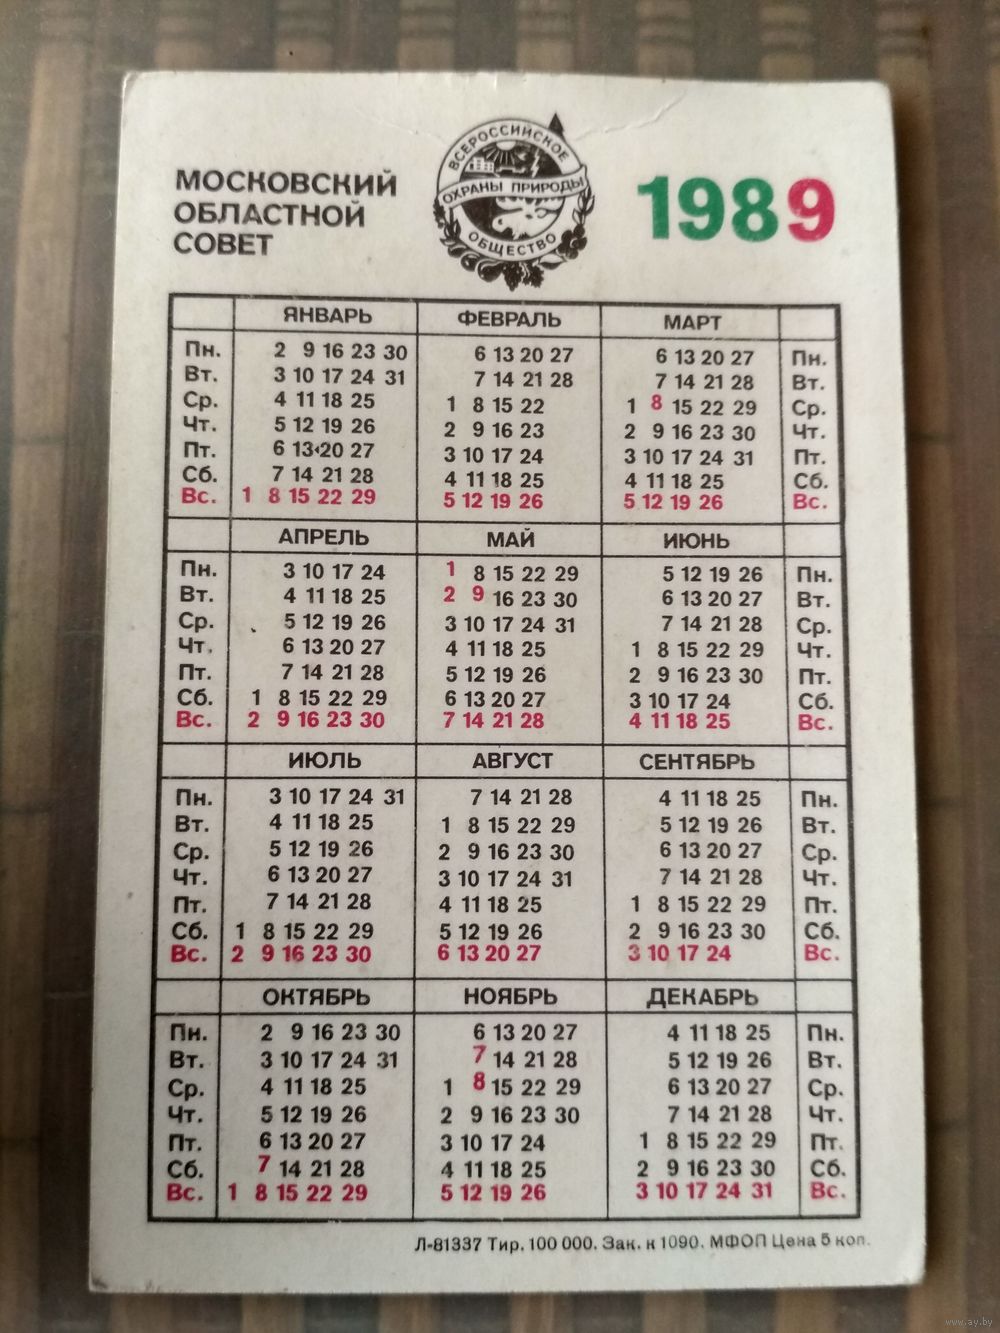 МОСКОВСКИЙ
ОБЛАСТНОЙ
СОВЕТ
ВСЕРОССИЙСКОЕ
ОХРАНЫ ПРИРОДЫ
ОБЩЕСТВО
1989
ЯНВАРЬ ФЕВРАЛЬ МАРТ
Пн. 2 9 16 23 30 6 13 20 27 6 13 20 27 Пн.
Вт. 3 10 17 24 31 7 14 21 28 7 14 21 28 Вт.
Ср. 4 11 18 25 1 8 15 22 1 8 15 22 29 Ср.
Чт. 5 12 19 26 2 9 16 23 2 9 16 23 30 Чт.
Пт. 6 13 20 27 3 10 17 24 3 10 17 24 31 Пт.
Сб. 7 14 21 28 4 11 18 25 4 11 18 25 Сб.
Вс. 1 8 15 22 29 5 12 19 26 5 12 19 26 Вс.
АПРЕЛЬ МАЙ ИЮНЬ
Пн. 3 10 17 24 1 8 15 22 29 5 12 19 26 Пн.
Вт. 4 11 18 25 2 9 16 23 30 6 13 20 27 Вт.
Ср. 5 12 19 26 3 10 17 24 31 7 14 21 28 Ср.
Чт. 6 13 20 27 4 11 18 25 1 8 15 22 29 Чт.
Пт. 7 14 21 28 5 12 19 26 2 9 16 23 30 Пт.
Сб. 1 8 15 22 29 6 13 20 27 3 10 17 24 Сб.
Вс. 2 9 16 23 30 7 14 21 28 4 11 18 25 Вс.
ИЮЛЬ АВГУСТ СЕНТЯБРЬ
Пн. 3 10 17 24 31 7 14 21 28 4 11 18 25 Пн.
Вт. 4 11 18 25 1 8 15 22 29 5 12 19 26 Вт.
Ср. 5 12 19 26 2 9 16 23 30 6 13 20 27 Ср.
Чт. 6 13 20 27 3 10 17 24 31 7 14 21 28 Чт.
Пт. 7 14 21 28 4 11 18 25 1 8 15 22 29 Пт.
Сб. 1 8 15 22 29 5 12 19 26 2 9 16 23 30 Сб.
Вс. 2 9 16 23 30 6 13 20 27 3 10 17 24 Вс.
ОКТЯБРЬ НОЯБРЬ ДЕКАБРЬ
Пн. 2 9 16 23 30 6 13 20 27 4 11 18 25 Пн.
Вт. 3 10 17 24 31 7 14 21 28 5 12 19 26 Вт.
Ср. 4 11 18 25 1 8 15 22 29 6 13 20 27 Ср.
Чт. 5 12 19 26 2 9 16 23 30 7 14 21 28 Чт.
Пт. 6 13 20 27 3 10 17 24 1 8 15 22 29 Пт.
Сб. 7 14 21 28 4 11 18 25 2 9 16 23 30 Сб.
Вс. 1 8 15 22 29 5 12 19 26 3 10 17 24 31 Вс.
Л-81337 Тир. 100 000. Зак. к 1090. МФОП Цена 5 коп.
www.ay.by